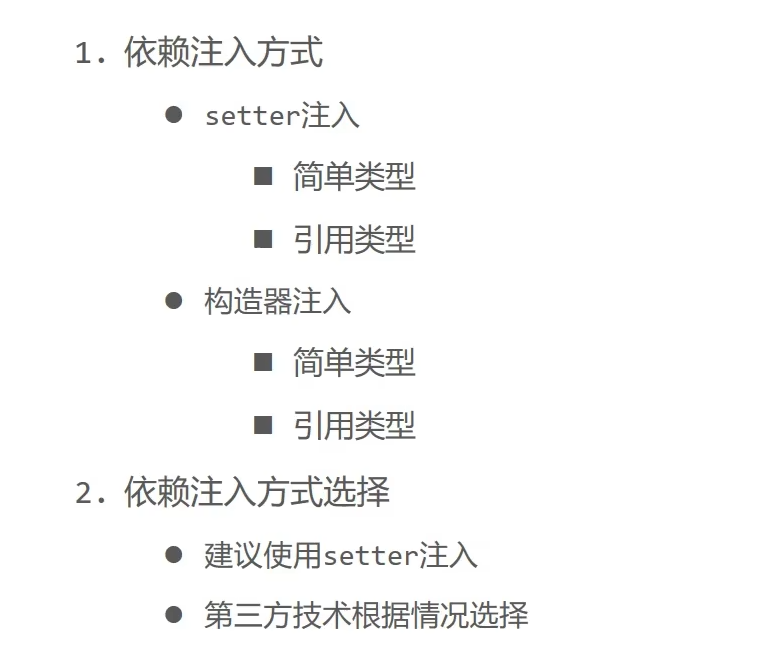 1. 依赖注入方式
● setter注入
■ 简单类型
■ 引用类型
● 构造器注入
■ 简单类型
■ 引用类型
2. 依赖注入方式选择
● 建议使用setter注入
● 第三方技术根据情况选择